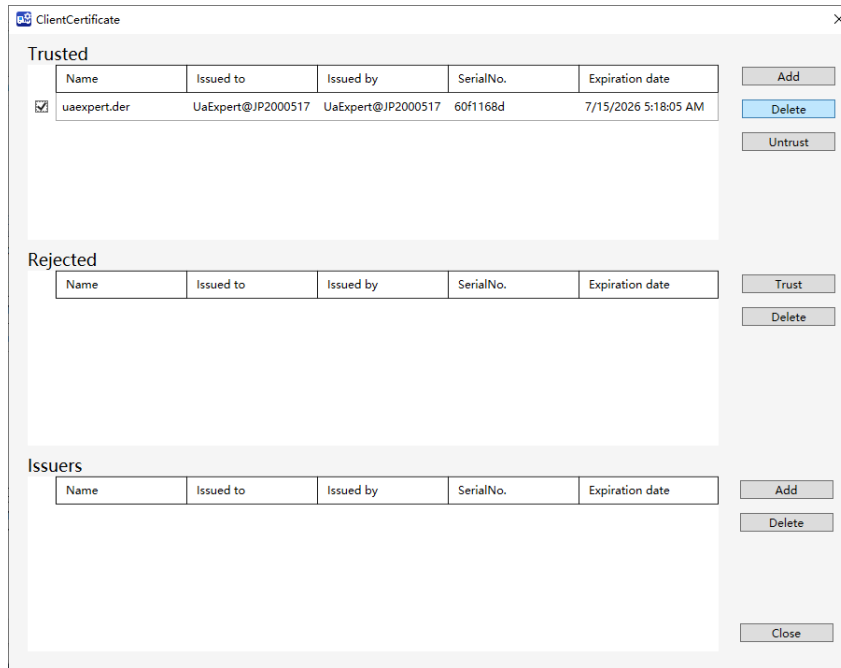 ClientCertificate
Trusted
Name Issued to Issued by SerialNo. Expiration date
uaexpert.der UaExpert@JP2000517 UaExpert@JP2000517 60f1168d 7/15/2026 5:18:05 AM
Add
Delete
Untrust
Rejected
Name Issued to Issued by SerialNo. Expiration date
Trust
Delete
Issuers
Name Issued to Issued by SerialNo. Expiration date
Add
Delete
Close